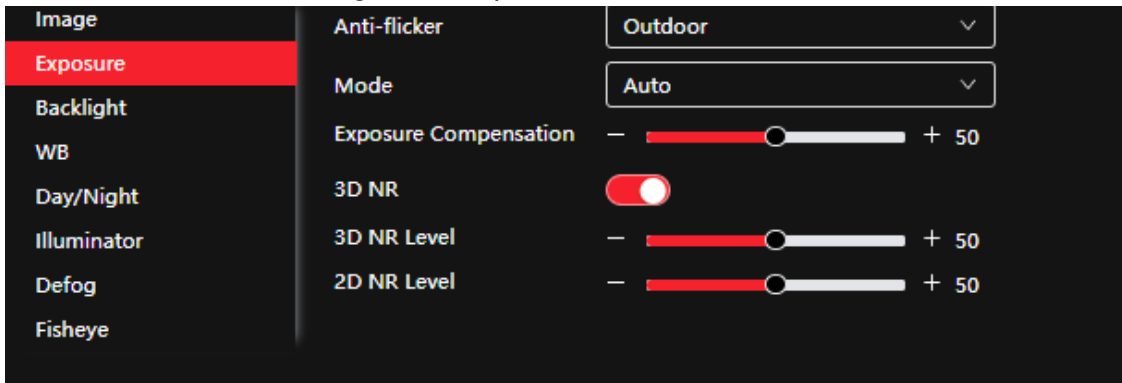 Image
Exposure
Backlight
WB
Day/Night
Illuminator
Defog
Fisheye
Anti-flicker Outdoor
Mode Auto
Exposure Compensation − + 50
3D NR
3D NR Level − + 50
2D NR Level − + 50